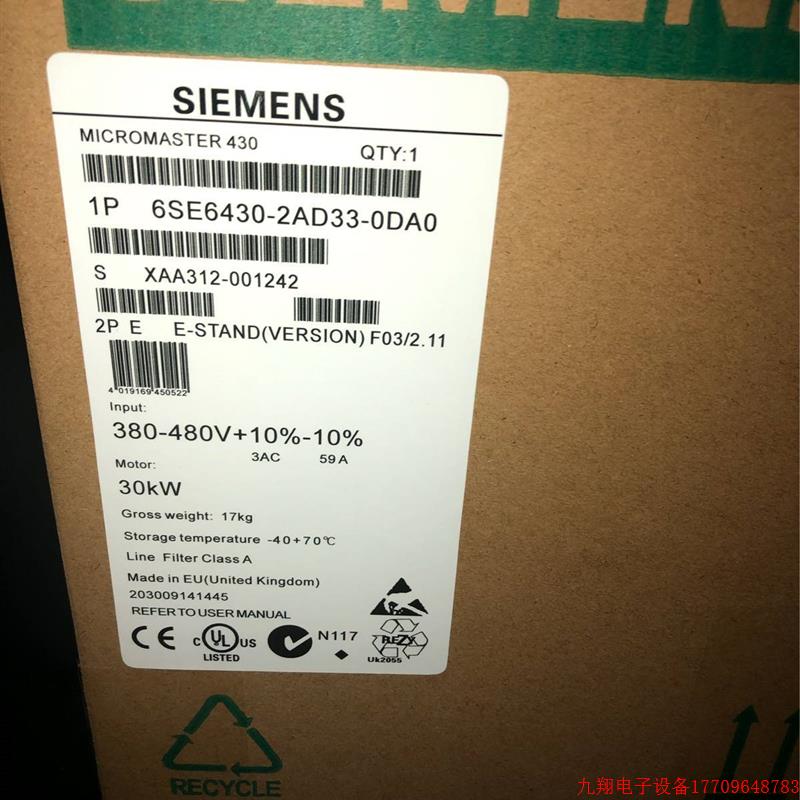 SIEMENS
SIEMENS
MICROMASTER 430
QTY:1
1P 6SE6430-2AD33-0DA0
S XAA312-001242
2P E E-STAND(VERSION) F03/2.11
4 019169 450522
Input:
380-480V+10%-10%
3AC 59A
Motor:
30kW
Gross weight: 17kg
Storage temperature -40+70℃
Line Filter Class A
Made in EU(United Kingdom)
203009141445
REFER TO USER MANUAL
CE C UL US LISTED N117
REZY
Uk2055
RECYCLE
九翔电子设备17709648783